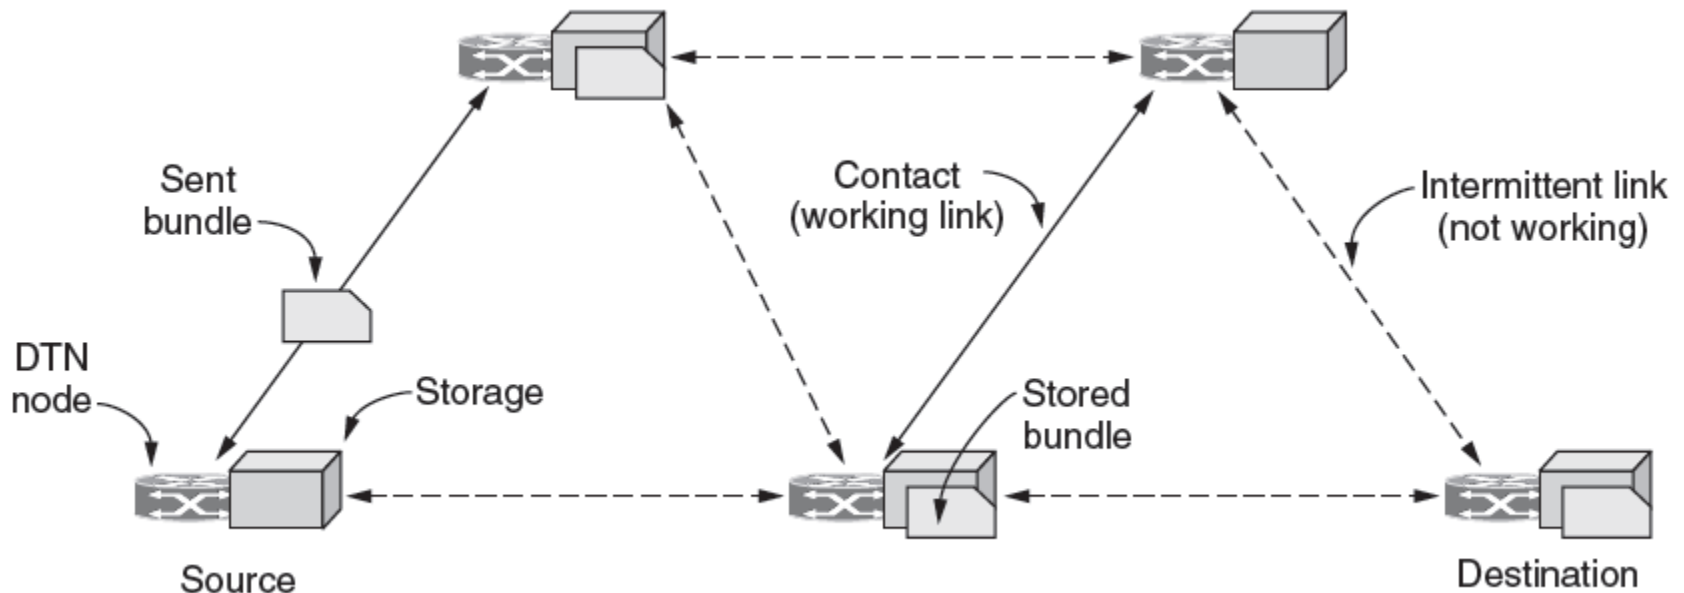 Sent
bundle
Contact
(working link)
Intermittent link
(not working)
DTN
node
Storage
Stored
bundle
Source
Destination